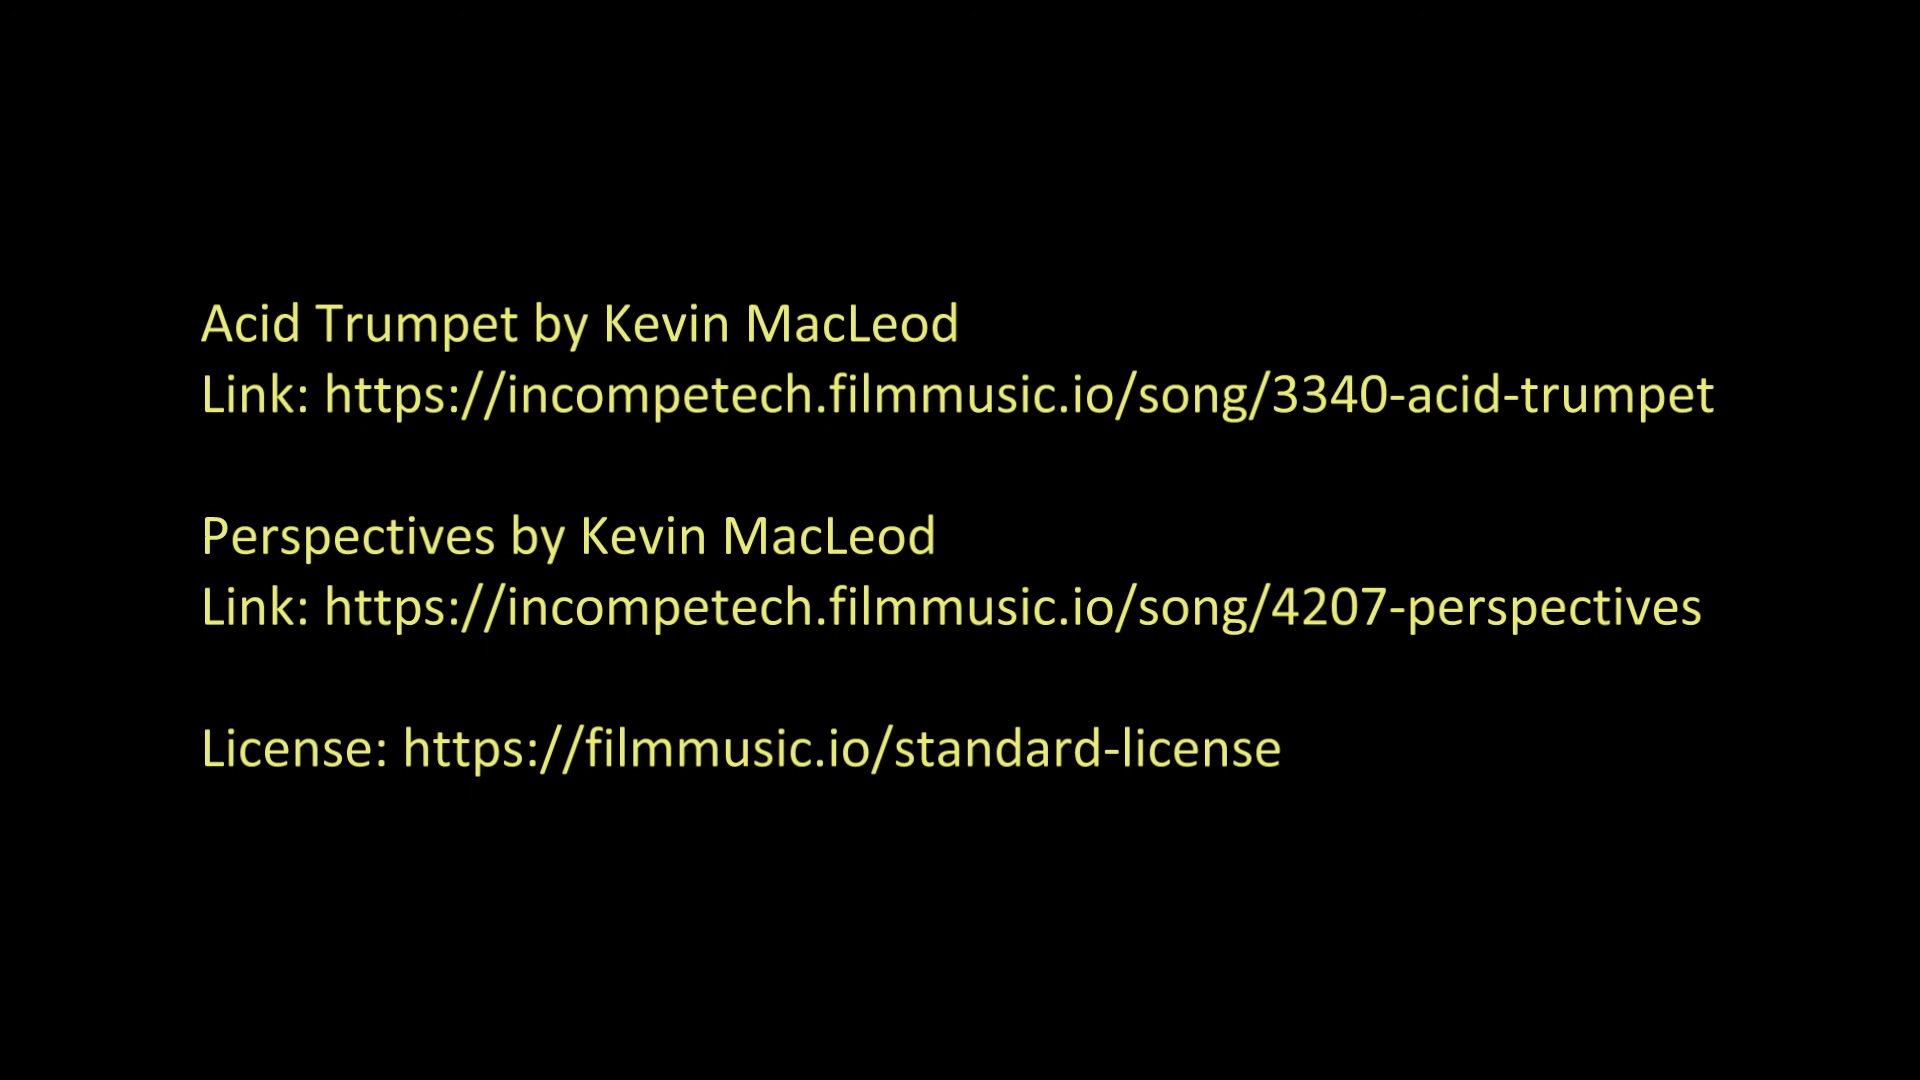 Acid Trumpet by Kevin MacLeod
Link: https://incompetech.filmmusic.io/song/3340-acid-trumpet
Perspectives by Kevin MacLeod
Link: https://incompetech.filmmusic.io/song/4207-perspectives
License: https://filmmusic.io/standard-license